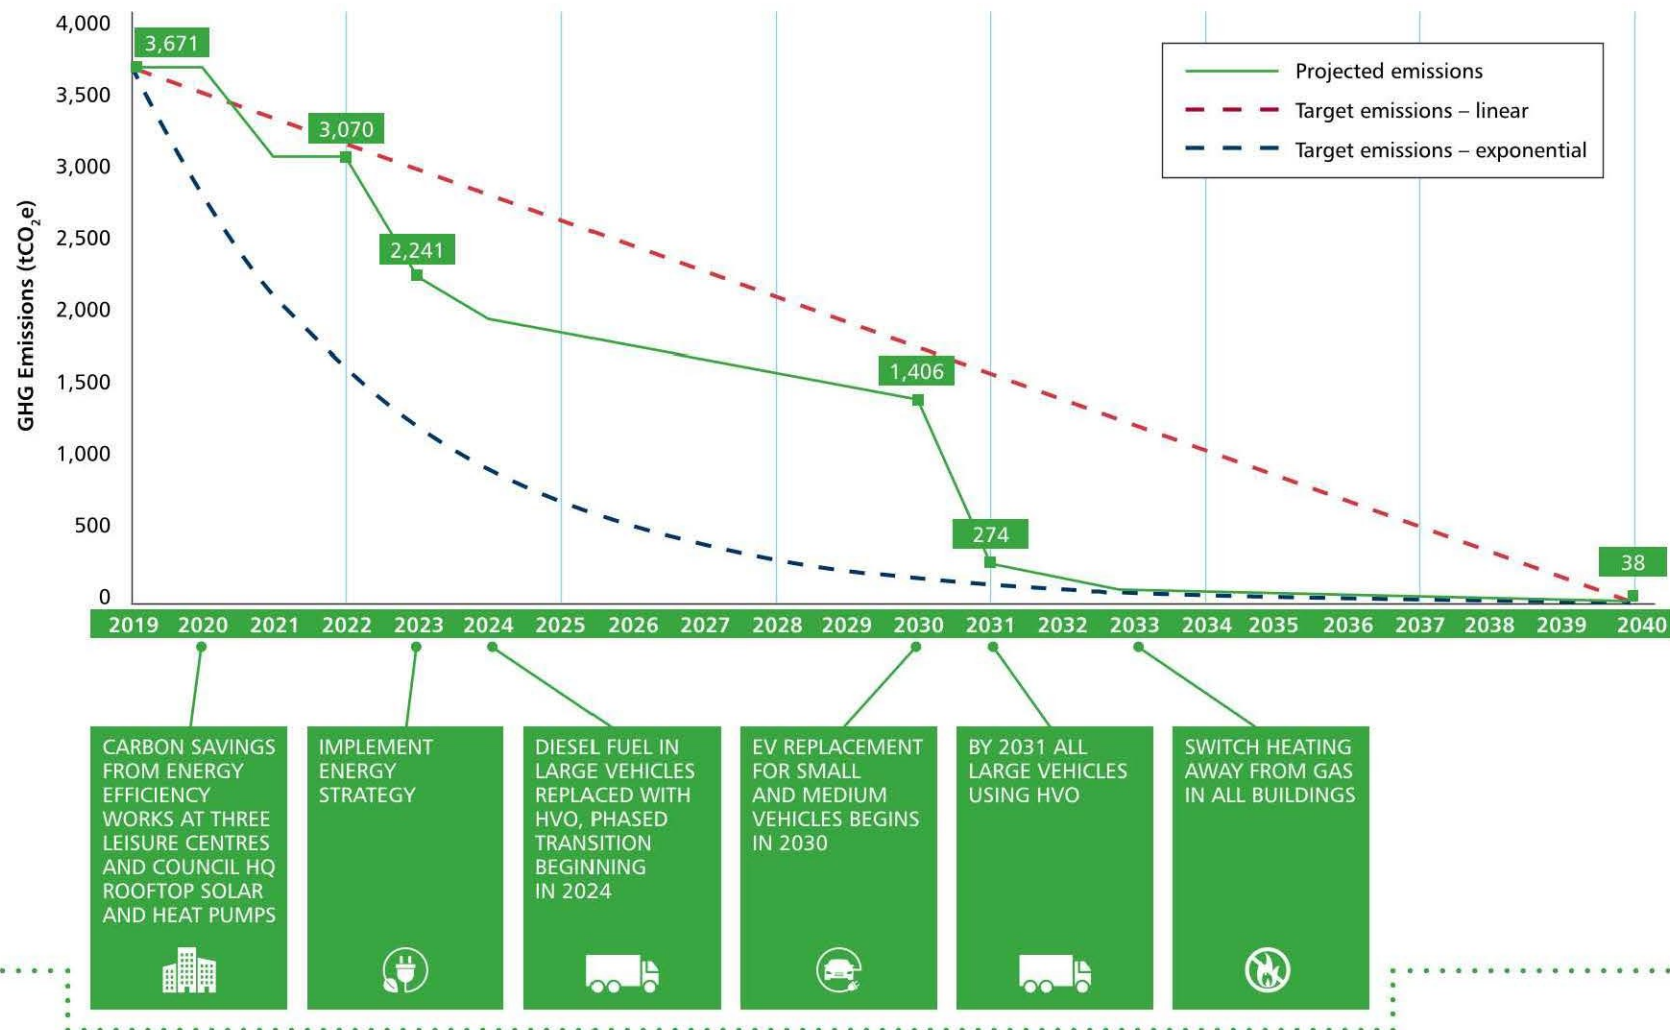 4,000
3,500
3,000
2,500
2,000
1,500
1,000
500
0
GHG Emissions (tCO₂e)
3,671
3,070
2,241
1,406
274
38
Projected emissions
Target emissions – linear
Target emissions – exponential
2019 2020 2021 2022 2023 2024 2025 2026 2027 2028 2029 2030 2031 2032 2033 2034 2035 2036 2037 2038 2039 2040
CARBON SAVINGS
FROM ENERGY
EFFICIENCY
WORKS AT THREE
LEISURE CENTRES
AND COUNCIL HQ
ROOFTOP SOLAR
AND HEAT PUMPS
IMPLEMENT
ENERGY
STRATEGY
DIESEL FUEL IN
LARGE VEHICLES
REPLACED WITH
HVO, PHASED
TRANSITION
BEGINNING
IN 2024
EV REPLACEMENT
FOR SMALL
AND MEDIUM
VEHICLES BEGINS
IN 2030
BY 2031 ALL
LARGE VEHICLES
USING HVO
SWITCH HEATING
AWAY FROM GAS
IN ALL BUILDINGS